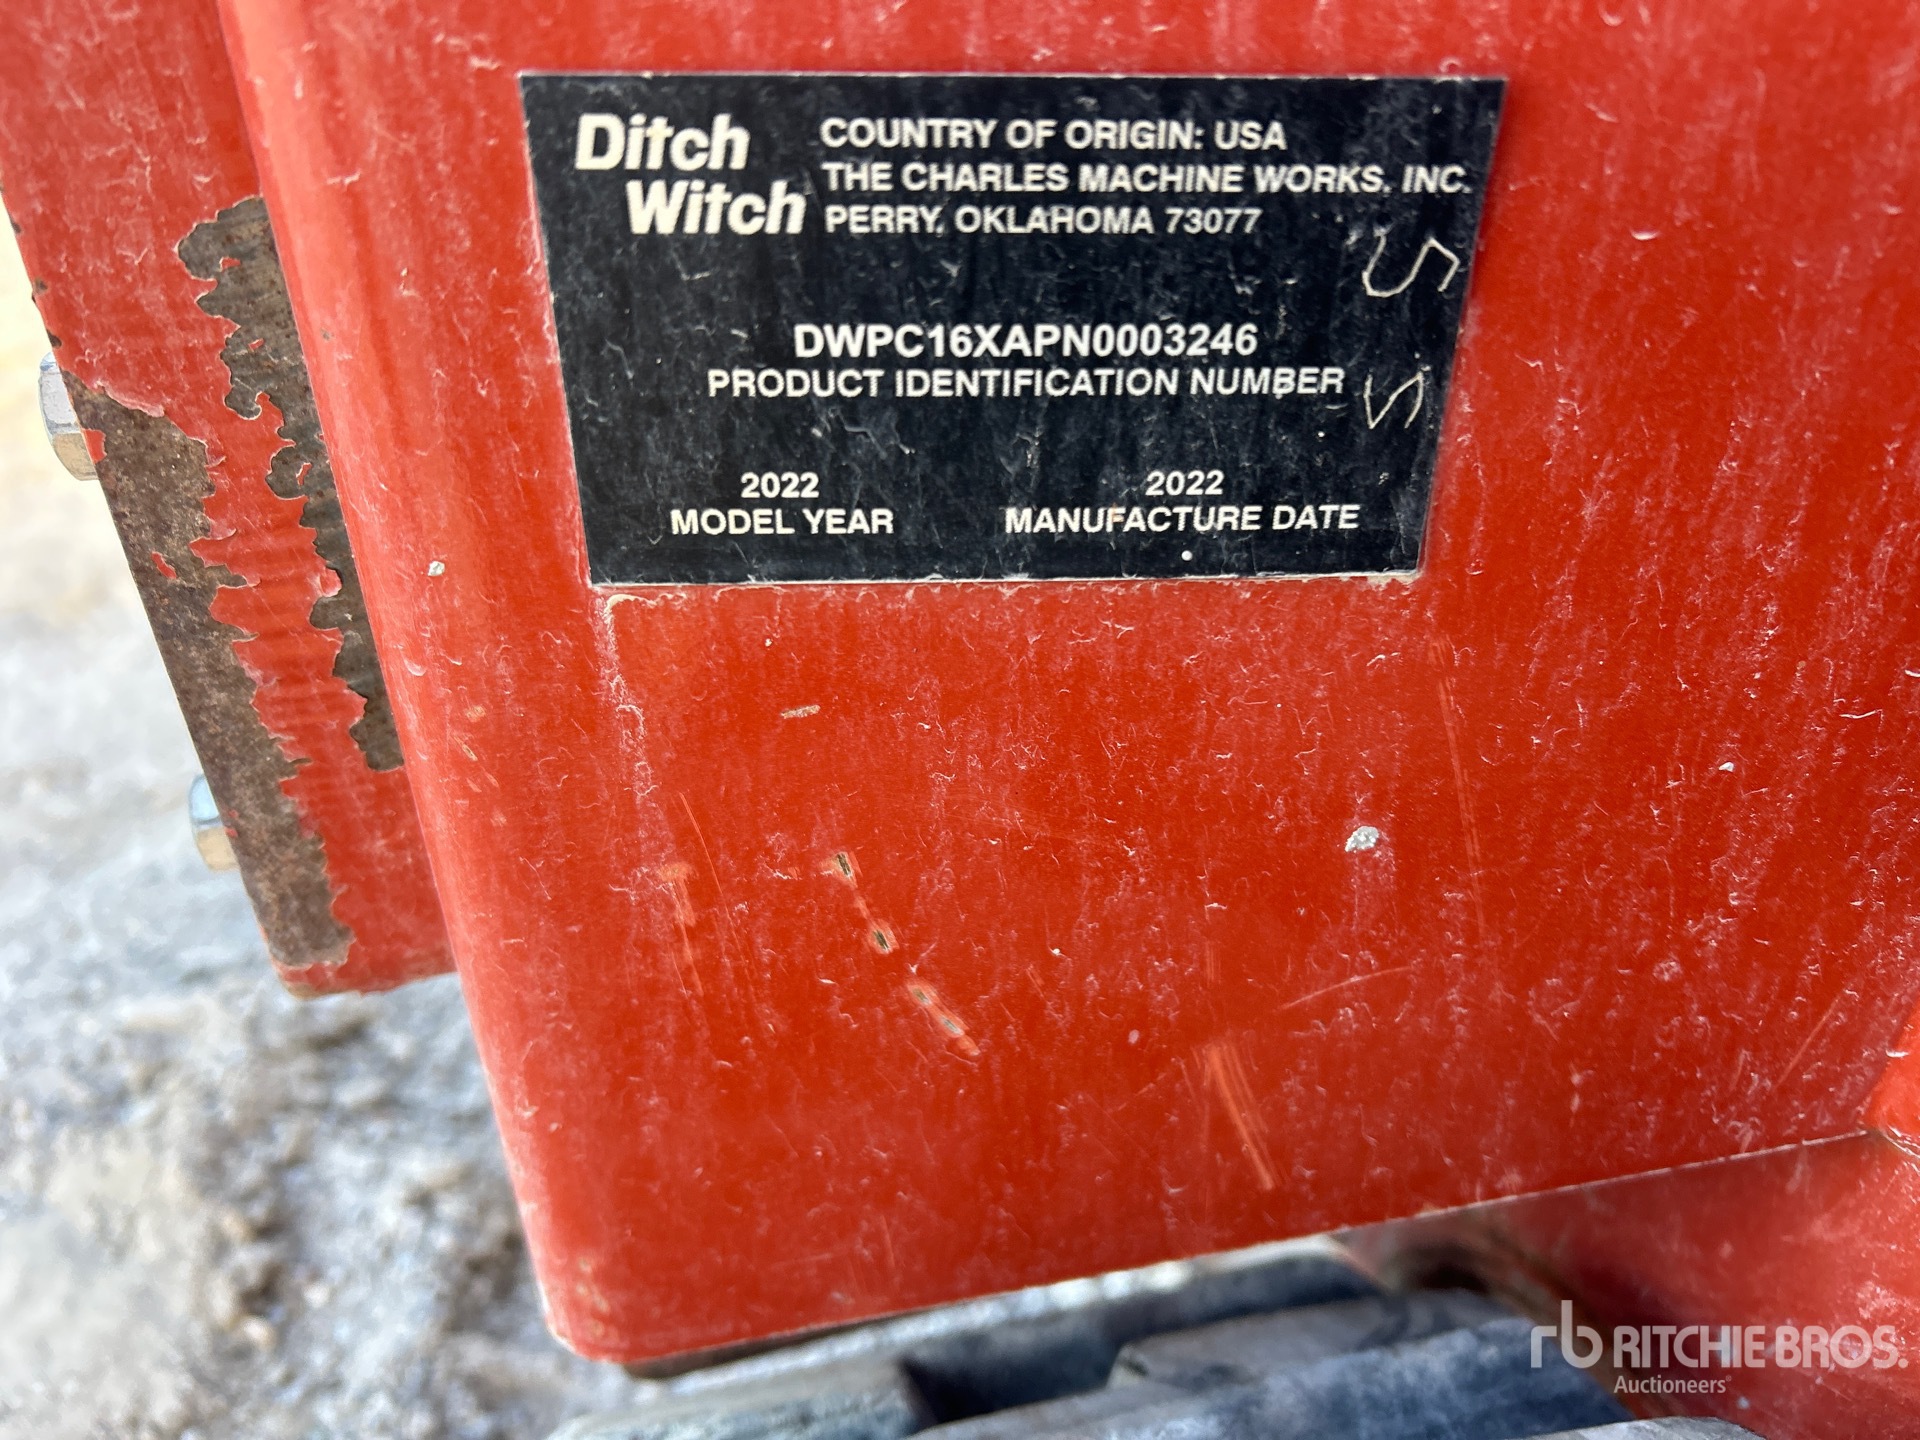 Ditch
Witch
COUNTRY OF ORIGIN: USA
THE CHARLES MACHINE WORKS, INC.
PERRY, OKLAHOMA 73077
DWPC16XAPN0003246
PRODUCT IDENTIFICATION NUMBER
2022
MODEL YEAR
2022
MANUFACTURE DATE
rb RITCHIE BROS.
Auctioneers